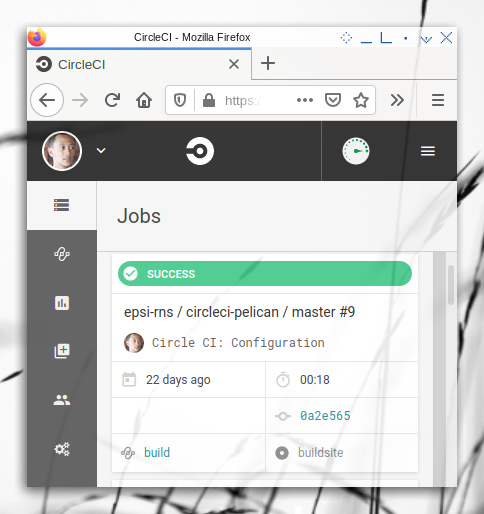 CircleCI - Mozilla Firefox
CircleCI
https:
Jobs
SUCCESS
epsi-rns / circleci-pelican / master #9
Circle CI: Configuration
22 days ago
00:18
0a2e565
build
buildsite